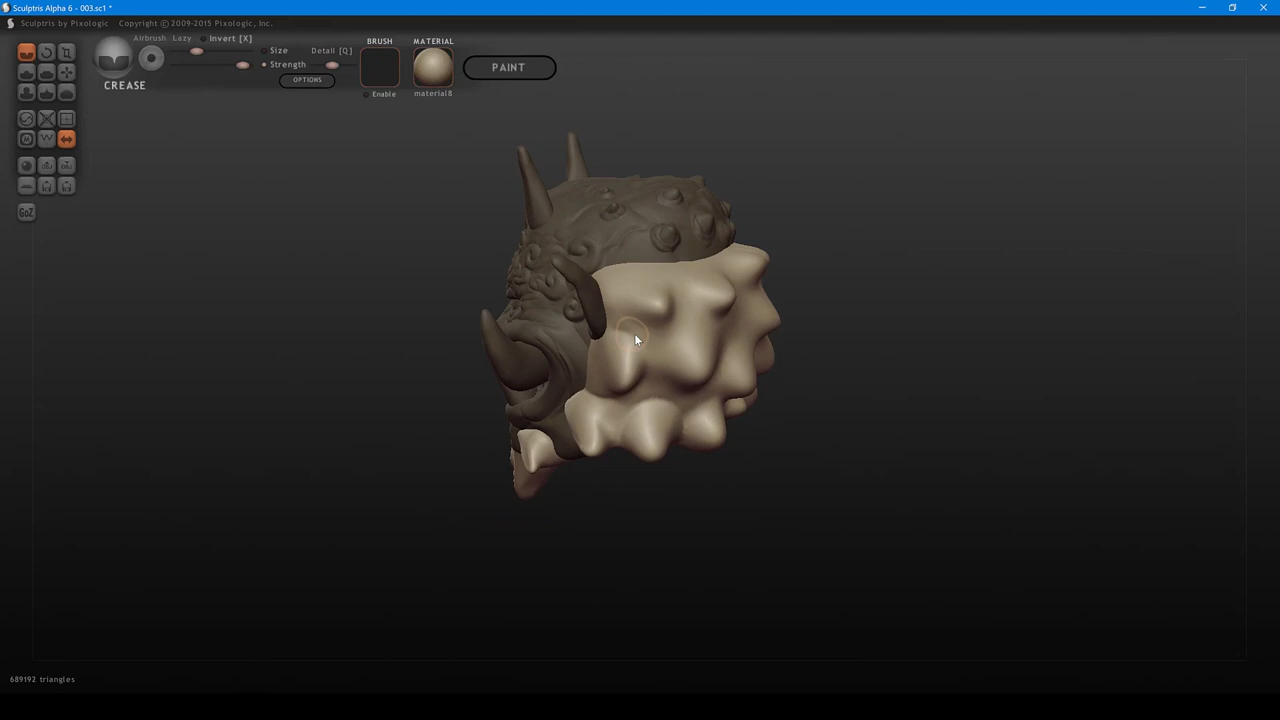 Sculptris Alpha 6 - 003.sc1 *
Sculptris by Pixologic Copyright © 2009-2015 Pixologic, Inc.
Airbrush Lazy Invert [X]
Size Detail [Q]
Strength
OPTIONS
CREASE
BRUSH
Enable
MATERIAL
material8
PAINT
GoZ
689192 triangles